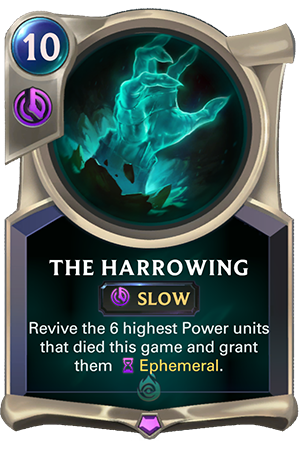 10
THE HARROWING
SLOW
Revive the 6 highest Power units
that died this game and grant
them Ephemeral.